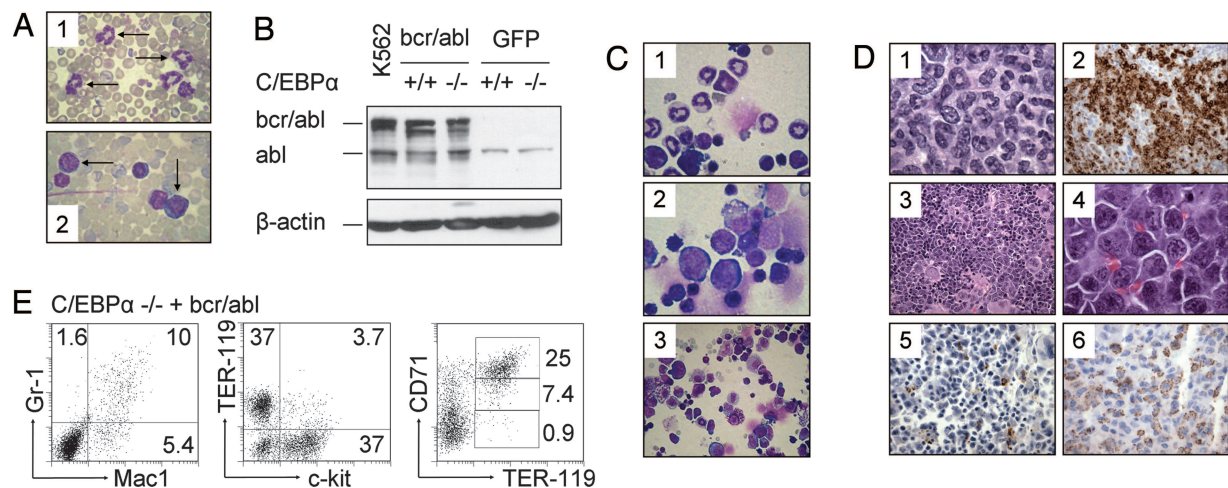 A
1
2
B
K562
bcr/abl GFP
C/EBPα +/+ -/- +/+ -/-
bcr/abl
abl
β-actin
C
1
2
3
D
1 2
3 4
5 6
E
C/EBPα -/- + bcr/abl
1.6 10
5.4
Gr-1
Mac1
37 3.7
37
TER-119
c-kit
25
7.4
0.9
CD71
TER-119